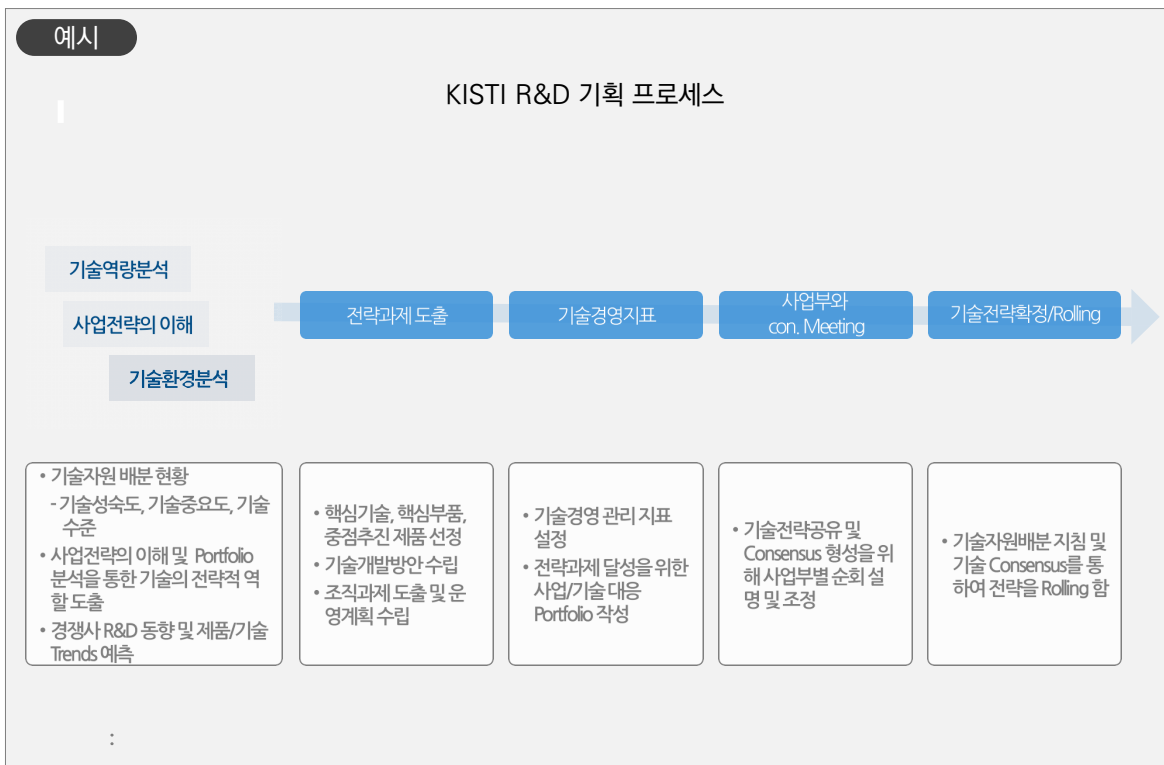 예시
KISTI R&D 기획 프로세스
기술역량분석
사업전략의 이해
기술환경분석
전략과제 도출
기술경영지표
사업부와
con. Meeting
기술전략확정/Rolling
• 기술자원 배분 현황
- 기술성숙도, 기술중요도, 기술
수준
• 사업전략의 이해 및 Portfolio
분석을 통한 기술의 전략적 역
할 도출
• 경쟁사 R&D 동향 및 제품/기술
Trends 예측
• 핵심기술, 핵심부품,
중점추진 제품 선정
• 기술개발방안 수립
• 조직과제 도출 및 운
영계획 수립
• 기술경영 관리 지표
설정
• 전략과제 달성을 위한
사업/기술 대응
Portfolio 작성
• 기술전략공유 및
Consensus 형성을 위
해 사업부별 순회 설
명 및 조정
• 기술자원배분 지침 및
기술 Consensus를 통
하여 전략을 Rolling 함
: